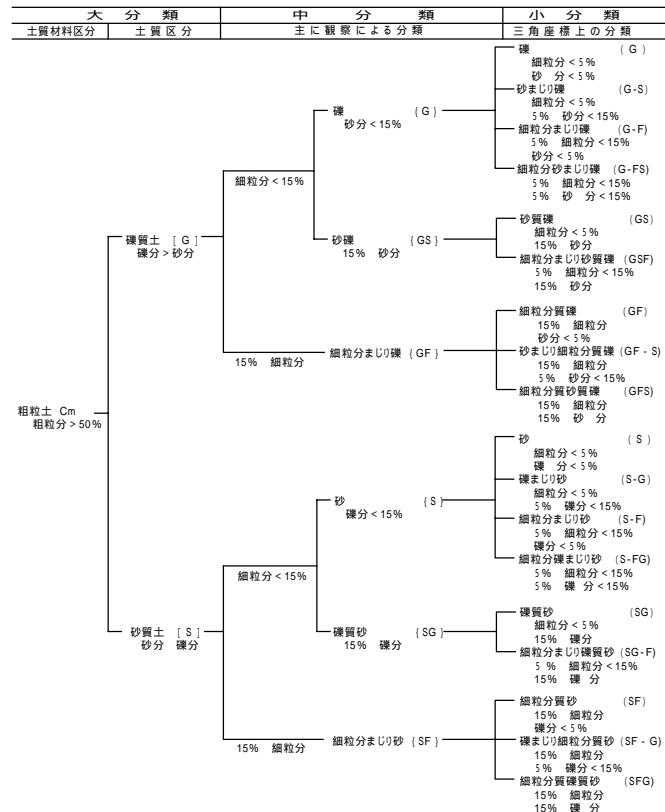 大 分 類 中 分 類 小 分 類
土質材料区分 土 質 区 分 主 に 観 察 に よ る 分 類 三 角 座 標 上 の 分 類
粗粒土 Cm
粗粒分 > 50%
礫質土 [ G ]
礫分 > 砂分
細粒分 < 15%
礫 { G }
砂分 < 15%
礫 ( G )
細粒分 < 5%
砂 分 < 5%
砂まじり礫 (G-S)
細粒分 < 5%
5% 砂分 < 15%
細粒分まじり礫 (G-F)
5% 細粒分 < 15%
砂分 < 5%
細粒分砂まじり礫 (G-FS)
5% 細粒分 < 15%
5% 砂 分 < 15%
砂礫 {GS}
15% 砂分
砂質礫 (GS)
細粒分 < 5%
15% 砂分
細粒分まじり砂質礫 (GSF)
5% 細粒分 < 15%
15% 砂分
15% 細粒分
細粒分まじり礫 {GF}
細粒分質礫 (GF)
15% 細粒分
砂分 < 5%
砂まじり細粒分質礫 (GF - S)
15% 細粒分
5% 砂分 < 15%
細粒分質砂質礫 (GFS)
15% 細粒分
15% 砂 分
砂質土 [ S ]
砂分 礫分
細粒分 < 15%
砂 { S }
礫分 < 15%
砂 ( S )
細粒分 < 5%
礫 分 < 5%
礫まじり砂 (S-G)
細粒分 < 5%
5% 礫分 < 15%
細粒分まじり砂 (S-F)
5% 細粒分 < 15%
礫分 < 5%
細粒分礫まじり砂 (S-FG)
5% 細粒分 < 15%
5% 礫 分 < 15%
礫質砂 {SG}
15% 礫分
礫質砂 (SG)
細粒分 < 5%
15% 礫分
細粒分まじり礫質砂 (SG-F)
5 % 細粒分 < 15%
15% 礫 分
15% 細粒分
細粒分まじり砂 {SF}
細粒分質砂 (SF)
15% 細粒分
礫分 < 5%
礫まじり細粒分質砂 (SF - G)
15% 細粒分
5% 礫分 < 15%
細粒分質礫質砂 (SFG)
15% 細粒分
15% 礫 分